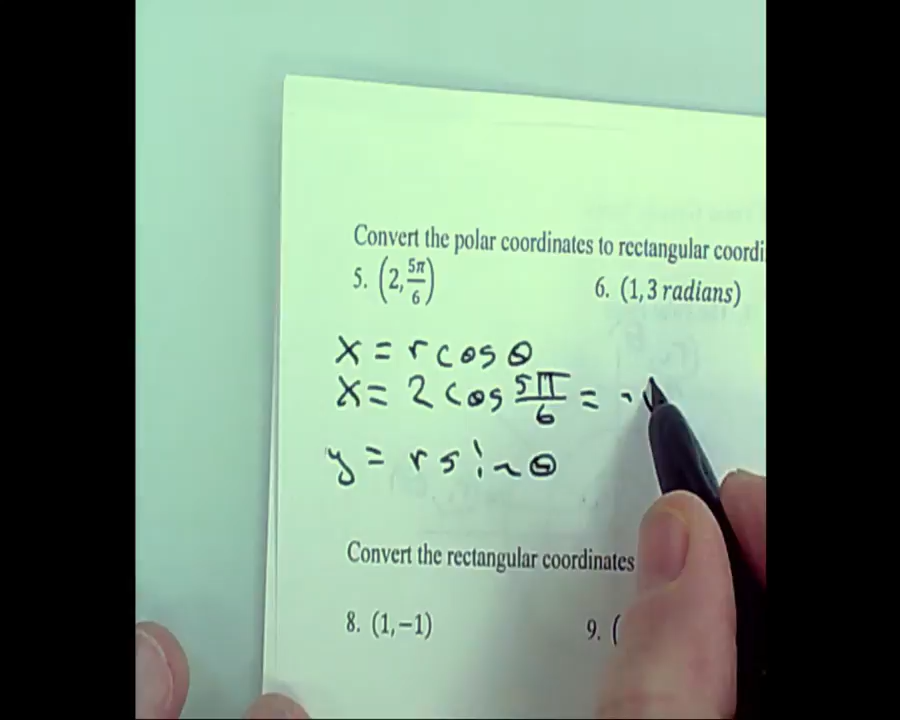 Convert the polar coordinates to rectangular coordi
5. (2, 5π/6)
6. (1, 3 radians)
x = r cos θ
x = 2 cos 5π/6 = -
y = r sin θ
Convert the rectangular coordinates
8. (1, −1)
9. (